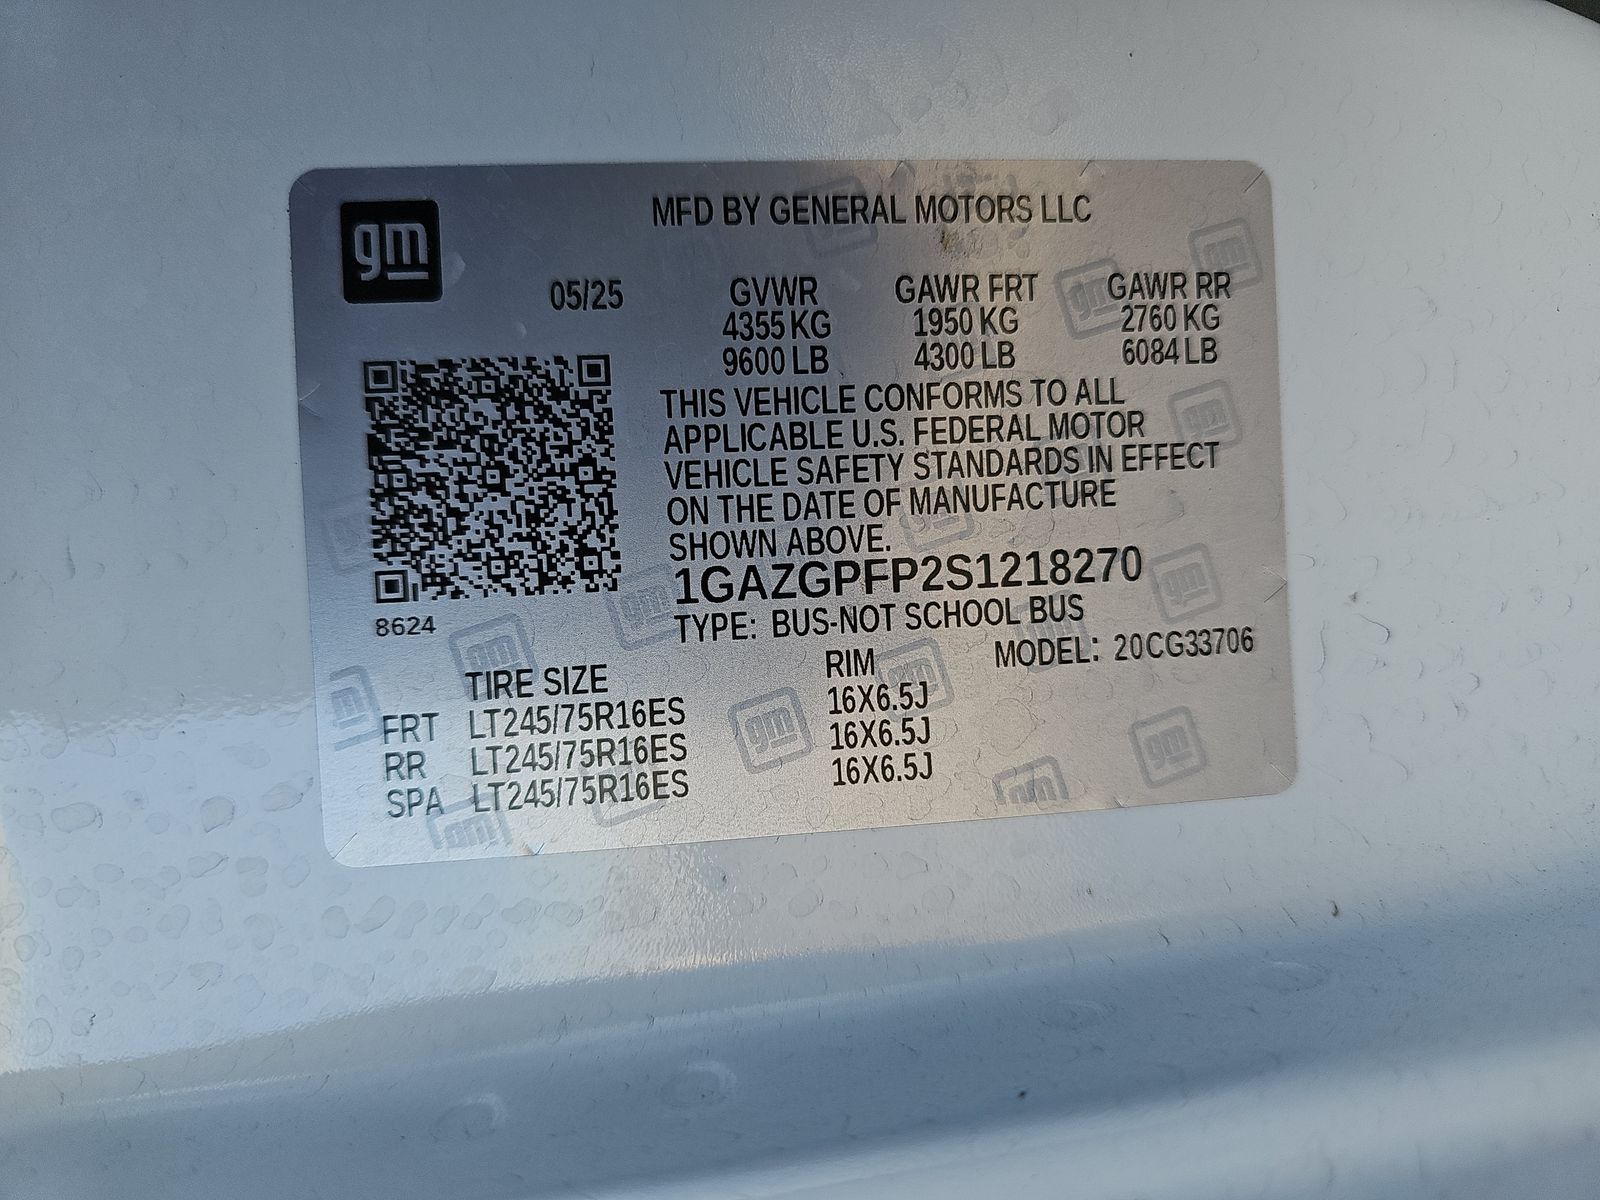 gm
MFD BY GENERAL MOTORS LLC
05/25 GVWR GAWR FRT GAWR RR
4355 KG 1950 KG 2760 KG
9600 LB 4300 LB 6084 LB
THIS VEHICLE CONFORMS TO ALL
APPLICABLE U.S. FEDERAL MOTOR
VEHICLE SAFETY STANDARDS IN EFFECT
ON THE DATE OF MANUFACTURE
SHOWN ABOVE.
1GAZGPFP2S1218270
8624
TYPE: BUS-NOT SCHOOL BUS
MODEL: 20CG33706
TIRE SIZE RIM
FRT LT245/75R16ES 16X6.5J
RR LT245/75R16ES 16X6.5J
SPA LT245/75R16ES 16X6.5J